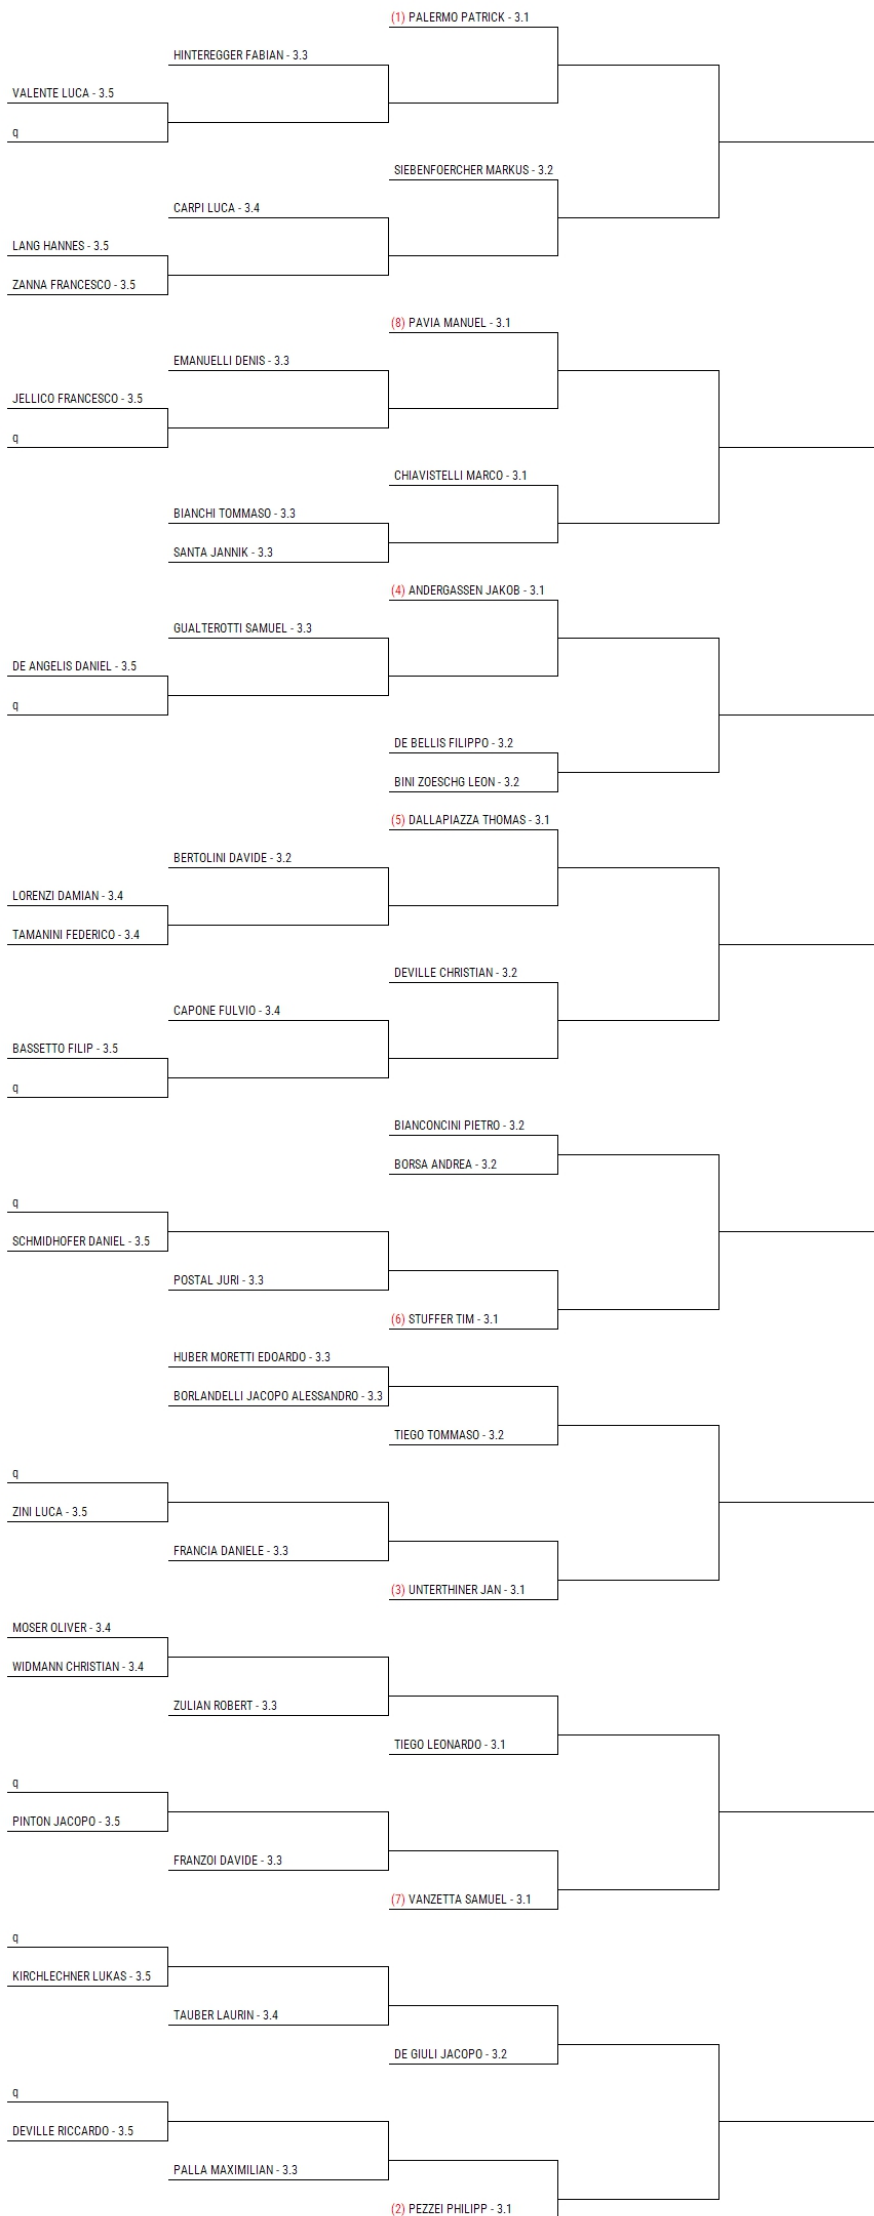 (1) PALERMO PATRICK - 3.1
HINTEREGGER FABIAN - 3.3
VALENTE LUCA - 3.5
q
SIEBENFOERCHER MARKUS - 3.2
CARPI LUCA - 3.4
LANG HANNES - 3.5
ZANNA FRANCESCO - 3.5
(8) PAVIA MANUEL - 3.1
EMANUELLI DENIS - 3.3
JELLICO FRANCESCO - 3.5
q
CHIAVISTELLI MARCO - 3.1
BIANCHI TOMMASO - 3.3
SANTA JANNIK - 3.3
(4) ANDERGASSEN JAKOB - 3.1
GUALTEROTTI SAMUEL - 3.3
DE ANGELIS DANIEL - 3.5
q
DE BELLIS FILIPPO - 3.2
BINI ZOESCHG LEON - 3.2
(5) DALLAPIAZZA THOMAS - 3.1
BERTOLINI DAVIDE - 3.2
LORENZI DAMIAN - 3.4
TAMANINI FEDERICO - 3.4
DEVILLE CHRISTIAN - 3.2
CAPONE FULVIO - 3.4
BASSETTO FILIP - 3.5
q
BIANCONCINI PIETRO - 3.2
BORSA ANDREA - 3.2
q
SCHMIDHOFER DANIEL - 3.5
POSTAL JURI - 3.3
(6) STUFFER TIM - 3.1
HUBER MORETTI EDOARDO - 3.3
BORLANDELLI JACOPO ALESSANDRO - 3.3
TIEGO TOMMASO - 3.2
q
ZINI LUCA - 3.5
FRANCIA DANIELE - 3.3
(3) UNTERTHINER JAN - 3.1
MOSER OLIVER - 3.4
WIDMANN CHRISTIAN - 3.4
ZULIAN ROBERT - 3.3
TIEGO LEONARDO - 3.1
q
PINTON JACOPO - 3.5
FRANZOI DAVIDE - 3.3
(7) VANZETTA SAMUEL - 3.1
q
KIRCHLECHNER LUKAS - 3.5
TAUBER LAURIN - 3.4
DE GIULI JACOPO - 3.2
q
DEVILLE RICCARDO - 3.5
PALLA MAXIMILIAN - 3.3
(2) PEZZEI PHILIPP - 3.1